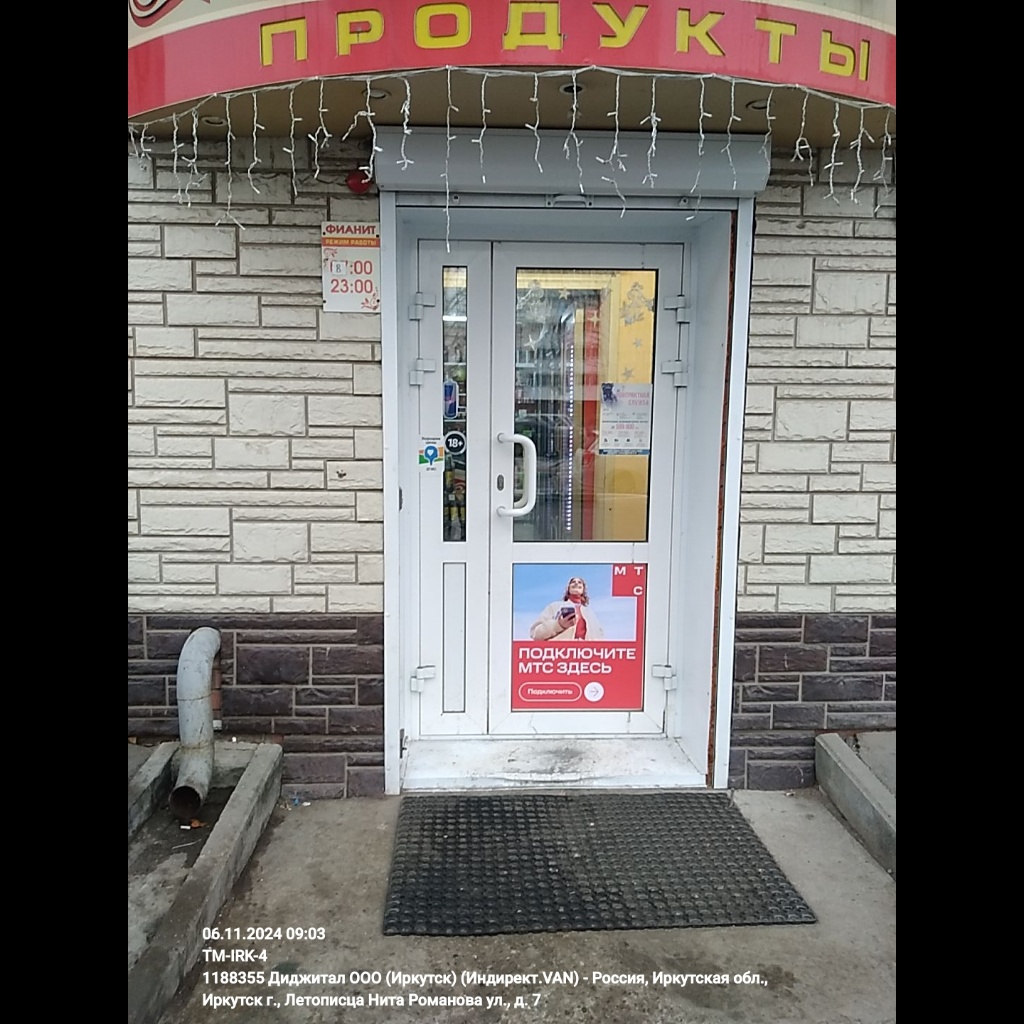 ПРОДУКТЫ
ФИАНИТ
РЕЖИМ РАБОТЫ
8:00
23:00
18+
М Т
С
ПОДКЛЮЧИТЕ
МТС ЗДЕСЬ
Подключить
06.11.2024 09:03
TM-IRK-4
1188355 Диджитал ООО (Иркутск) (Индирект.VAN) - Россия, Иркутская обл.,
Иркутск г., Летописца Нита Романова ул., д. 7